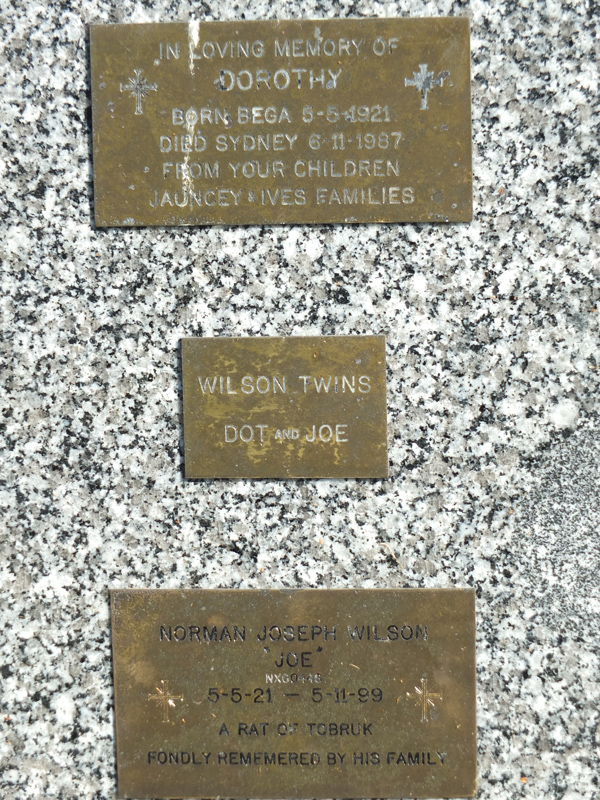 IN LOVING MEMORY OF
DOROTHY
BORN BEGA 5-5-1921
DIED SYDNEY 6-11-1987
FROM YOUR CHILDREN
JAUNCEY & IVES FAMILIES
WILSON TWINS
DOT AND JOE
NORMAN JOSEPH WILSON
"JOE"
5-5-21 — 5-11-99
A RAT OF TOBRUK
FONDLY REMEMERED BY HIS FAMILY